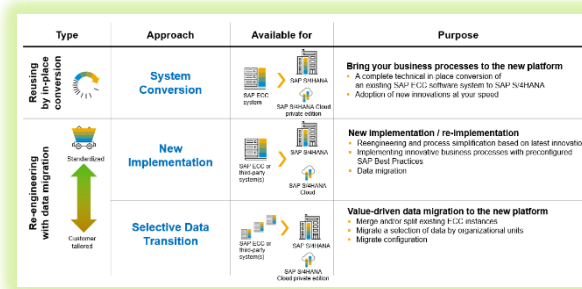 Type
Approach
Available for
Purpose
Reusing
by in-place
conversion
System
Conversion
SAP ECC
system
SAP S/4HANA
SAP S/4HANA Cloud
private edition
Bring your business processes to the new platform
A complete technical in-place conversion of
an existing SAP ECC software system to SAP S/4HANA
Adoption of new innovations at your speed
Re-engineering
with data migration
Standardized
Customer
tailored
New
Implementation
SAP ECC or
third-party
system(s)
SAP S/4HANA
SAP S/4HANA
Cloud
New Implementation / re-implementation
Reengineering and process simplification based on latest innovation
Implementing innovative business processes with preconfigured
SAP Best Practices
Data migration
Selective Data
Transition
SAP ECC or
third-party
system(s)
SAP S/4HANA
SAP S/4HANA
Cloud private edition
Value-driven data migration to the new platform
Merge and/or split existing ECC instances
Migrate a selection of data by organizational units
Migrate configuration